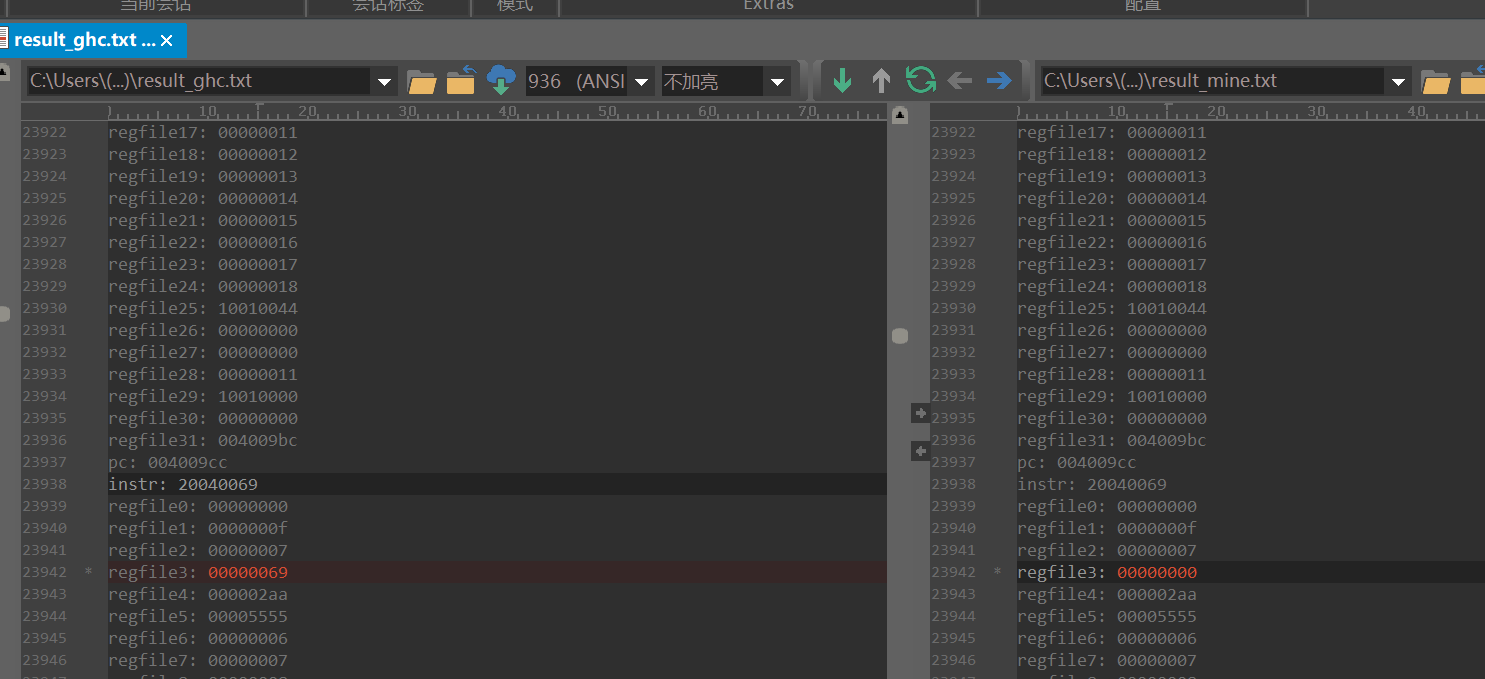 当前会话 会话标签 模式 Extras 配置
result_ghc.txt ... ×
C:\Users\(...)\result_ghc.txt 936 (ANSI 不加亮 C:\Users\(...)\result_mine.txt
10 20 30 40 50 60 70 10 20 30 40
23922 regfile17: 00000011 23922 regfile17: 00000011
23923 regfile18: 00000012 23923 regfile18: 00000012
23924 regfile19: 00000013 23924 regfile19: 00000013
23925 regfile20: 00000014 23925 regfile20: 00000014
23926 regfile21: 00000015 23926 regfile21: 00000015
23927 regfile22: 00000016 23927 regfile22: 00000016
23928 regfile23: 00000017 23928 regfile23: 00000017
23929 regfile24: 00000018 23929 regfile24: 00000018
23930 regfile25: 10010044 23930 regfile25: 10010044
23931 regfile26: 00000000 23931 regfile26: 00000000
23932 regfile27: 00000000 23932 regfile27: 00000000
23933 regfile28: 00000011 23933 regfile28: 00000011
23934 regfile29: 10010000 23934 regfile29: 10010000
23935 regfile30: 00000000 23935 regfile30: 00000000
23936 regfile31: 004009bc 23936 regfile31: 004009bc
23937 pc: 004009cc 23937 pc: 004009cc
23938 instr: 20040069 23938 instr: 20040069
23939 regfile0: 00000000 23939 regfile0: 00000000
23940 regfile1: 0000000f 23940 regfile1: 0000000f
23941 regfile2: 00000007 23941 regfile2: 00000007
23942 * regfile3: 00000069 23942 * regfile3: 00000000
23943 regfile4: 000002aa 23943 regfile4: 000002aa
23944 regfile5: 00005555 23944 regfile5: 00005555
23945 regfile6: 00000006 23945 regfile6: 00000006
23946 regfile7: 00000007 23946 regfile7: 00000007